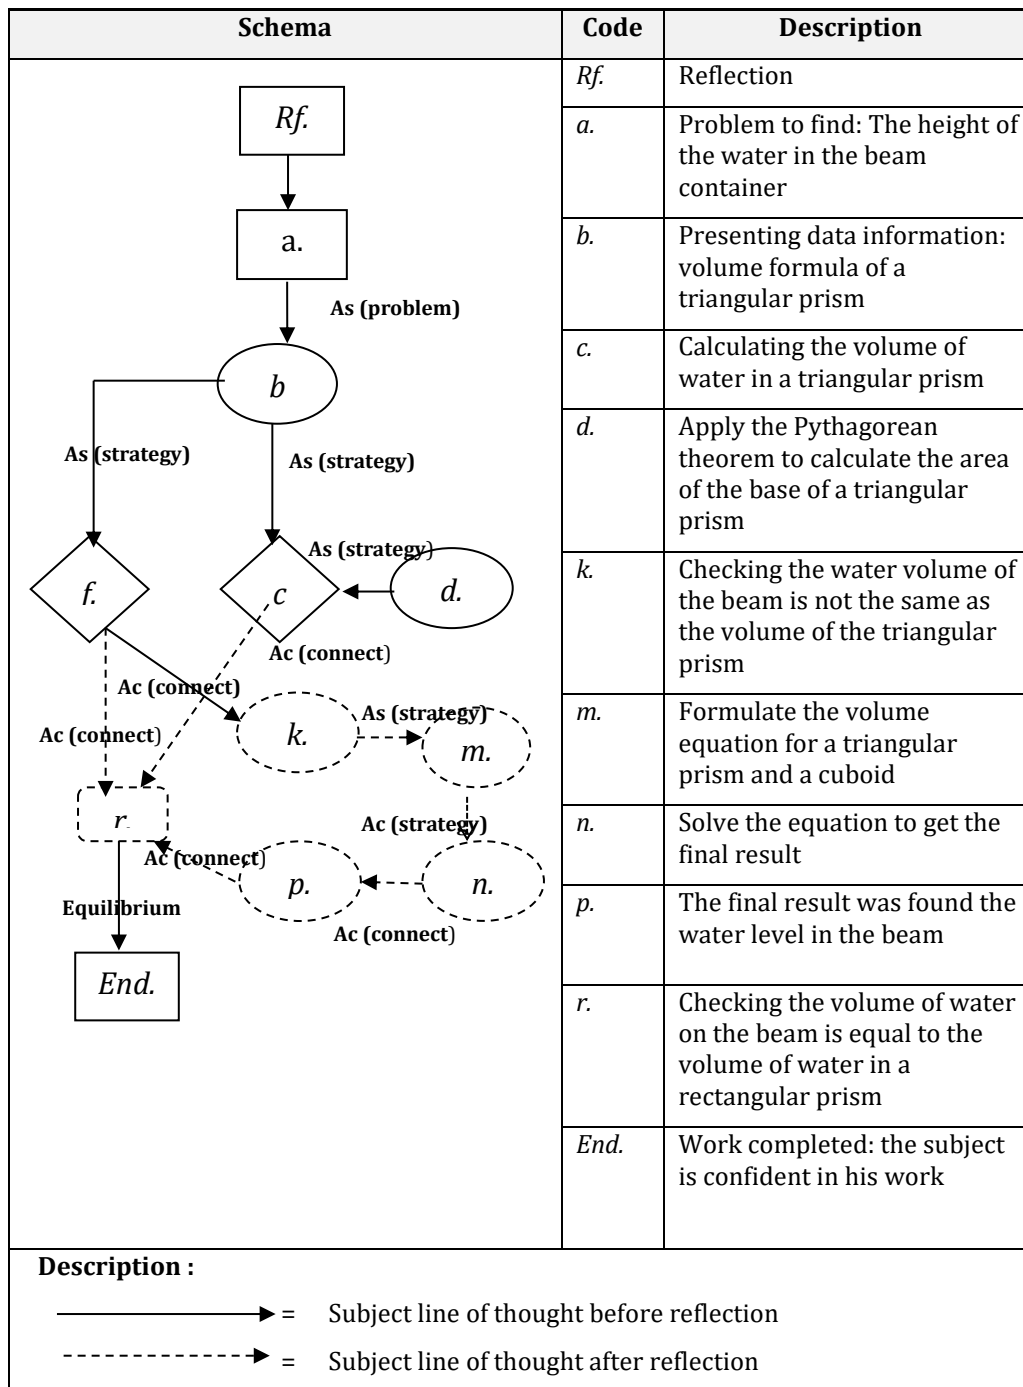 Schema
Code
Description
Rf.
a.
As (problem)
b
As (strategy)
As (strategy)
As (strategy)
f.
c
d.
Ac (connect)
Ac (connect)
As (strategy)
k.
m.
Ac (connect)
r.
Ac (strategy)
Ac (connect)
p.
n.
Equilibrium
Ac (connect)
End.
Rf.
Reflection
a.
Problem to find: The height of
the water in the beam
container
b.
Presenting data information:
volume formula of a
triangular prism
c.
Calculating the volume of
water in a triangular prism
d.
Apply the Pythagorean
theorem to calculate the area
of the base of a triangular
prism
k.
Checking the water volume of
the beam is not the same as
the volume of the triangular
prism
m.
Formulate the volume
equation for a triangular
prism and a cuboid
n.
Solve the equation to get the
final result
p.
The final result was found the
water level in the beam
r.
Checking the volume of water
on the beam is equal to the
volume of water in a
rectangular prism
End.
Work completed: the subject
is confident in his work
Description :
= Subject line of thought before reflection
= Subject line of thought after reflection